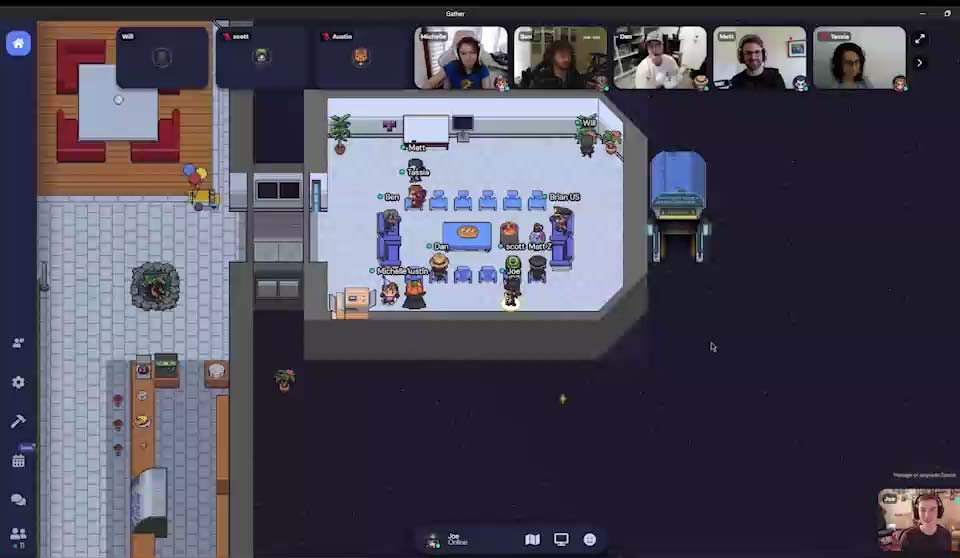 Gather
Will
scott
Austin
Michelle
Ben
Dan
Matt
Tassia
Will
Matt
Tassia
Ben
Brian US
Dan
scott
Matt Z
Michelle
Austin
Joe
Joe
Joe
Online